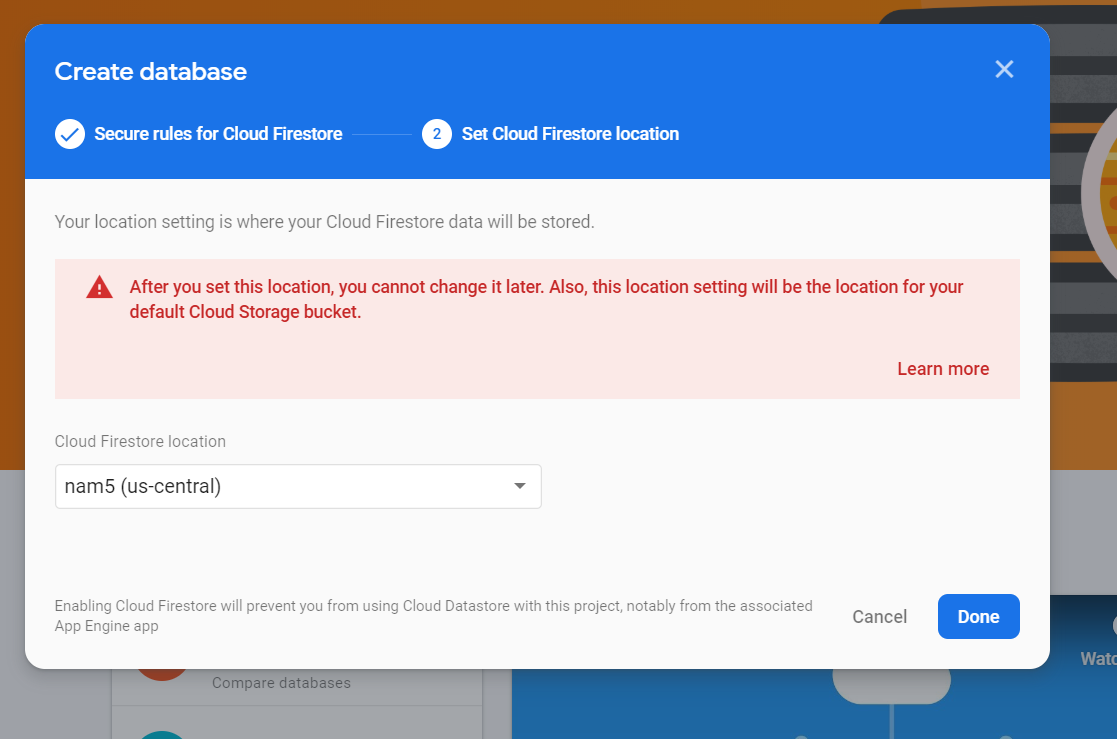 Create database
Secure rules for Cloud Firestore
2 Set Cloud Firestore location
Your location setting is where your Cloud Firestore data will be stored.
After you set this location, you cannot change it later. Also, this location setting will be the location for your
default Cloud Storage bucket.
Learn more
Cloud Firestore location
nam5 (us-central)
Enabling Cloud Firestore will prevent you from using Cloud Datastore with this project, notably from the associated
App Engine app
Cancel
Done
Compare databases